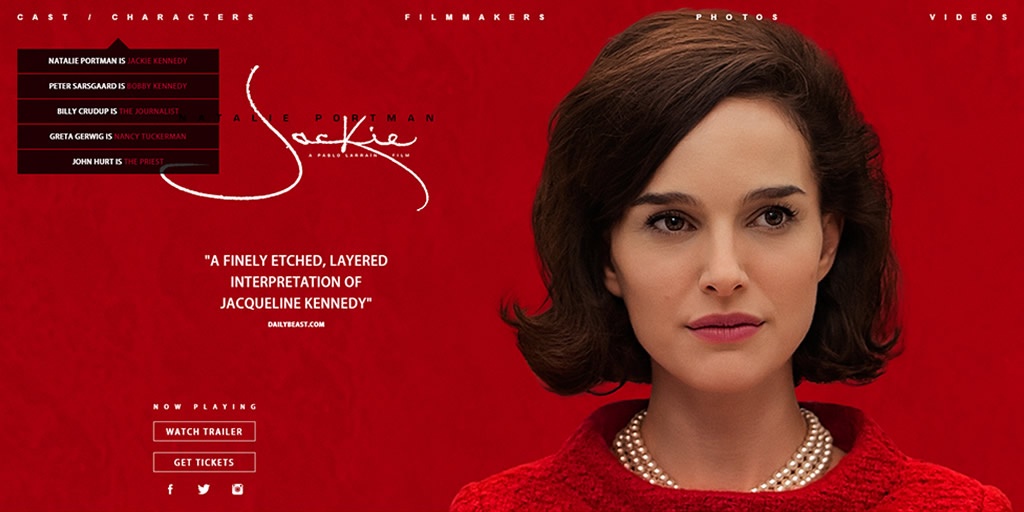 CAST / CHARACTERS
FILMMAKERS
PHOTOS
VIDEOS
NATALIE PORTMAN IS JACKIE KENNEDY
PETER SARSGAARD IS BOBBY KENNEDY
BILLY CRUDUP IS THE JOURNALIST
GRETA GERWIG IS NANCY TUCKERMAN
JOHN HURT IS THE PRIEST
NATALIE PORTMAN
Jackie
A PABLO LARRAIN FILM
"A FINELY ETCHED, LAYERED
INTERPRETATION OF
JACQUELINE KENNEDY"
DAILYBEAST.COM
NOW PLAYING
WATCH TRAILER
GET TICKETS